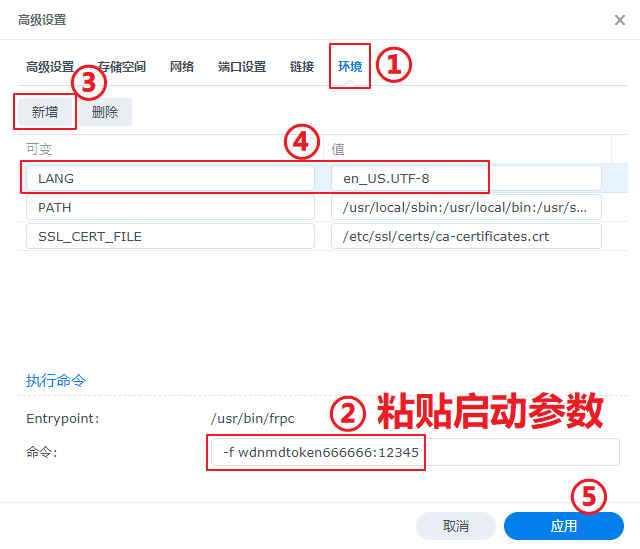 高级设置
高级设置 存储空间 网络 端口设置 链接 环境 ①
③
新增 删除
可变 ④ 值
LANG en_US.UTF-8
PATH /usr/local/sbin:/usr/local/bin:/usr/s...
SSL_CERT_FILE /etc/ssl/certs/ca-certificates.crt
执行命令
② 粘贴启动参数
Entrypoint: /usr/bin/frpc
命令: -f wdnmdtoken666666:12345
⑤
取消 应用